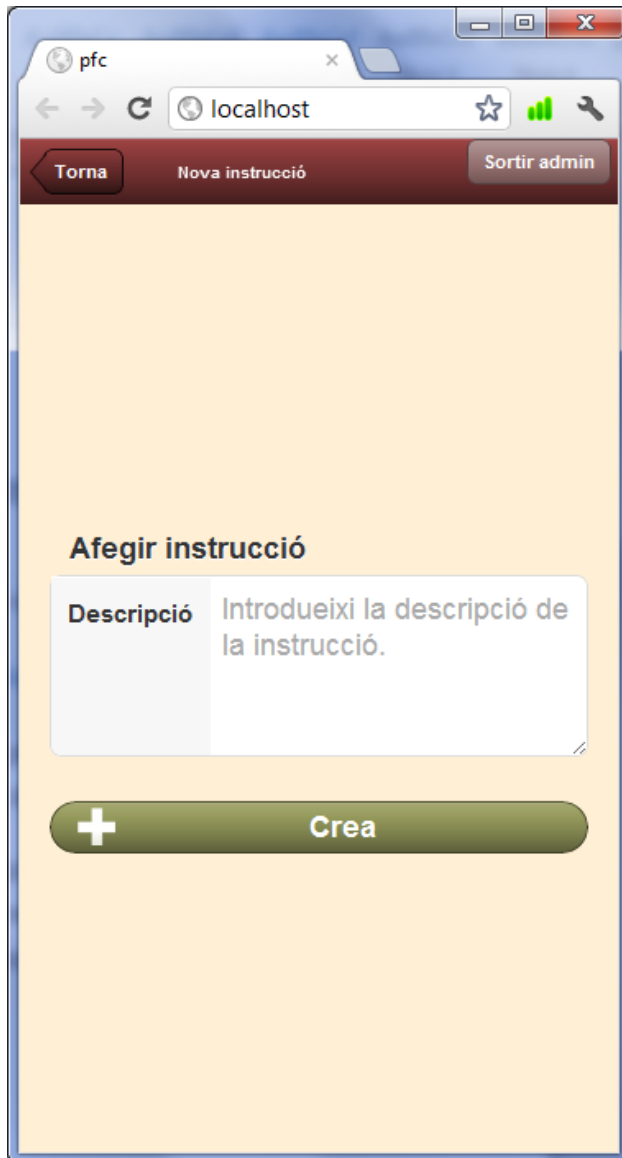 pfc
localhost
Torna
Nova instrucció
Sortir admin
Afegir instrucció
Descripció
Introdueixi la descripció de
la instrucció.
Crea